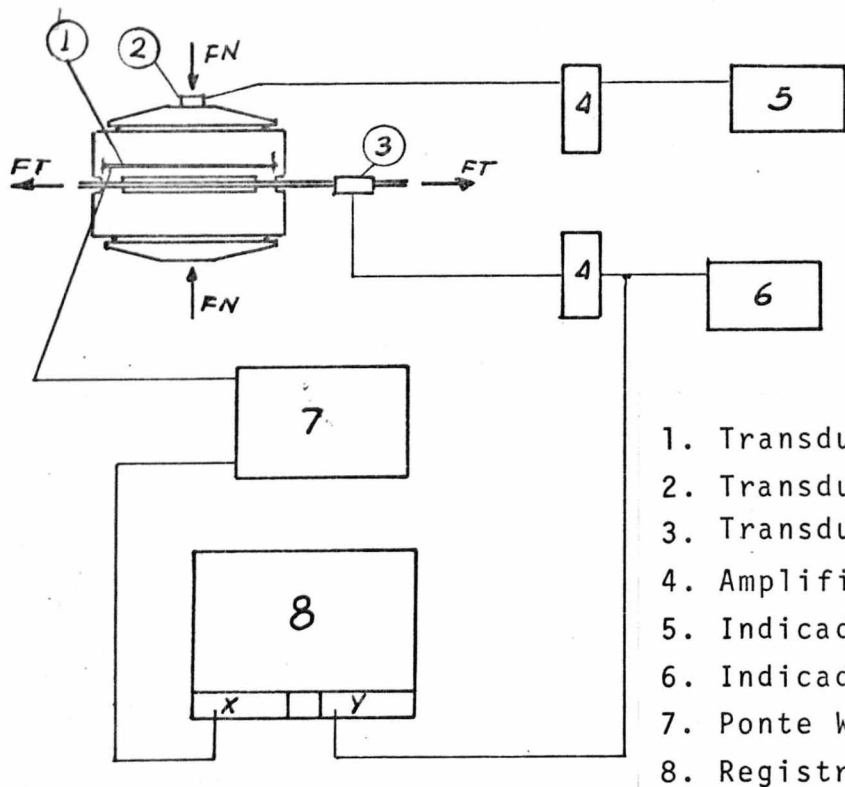 1
2
FN
4
5
3
FT
FT
4
6
FN
7
8
X
Y
1. Transdu
2. Transdu
3. Transdu
4. Amplifi
5. Indicad
6. Indicad
7. Ponte W
8. Registr